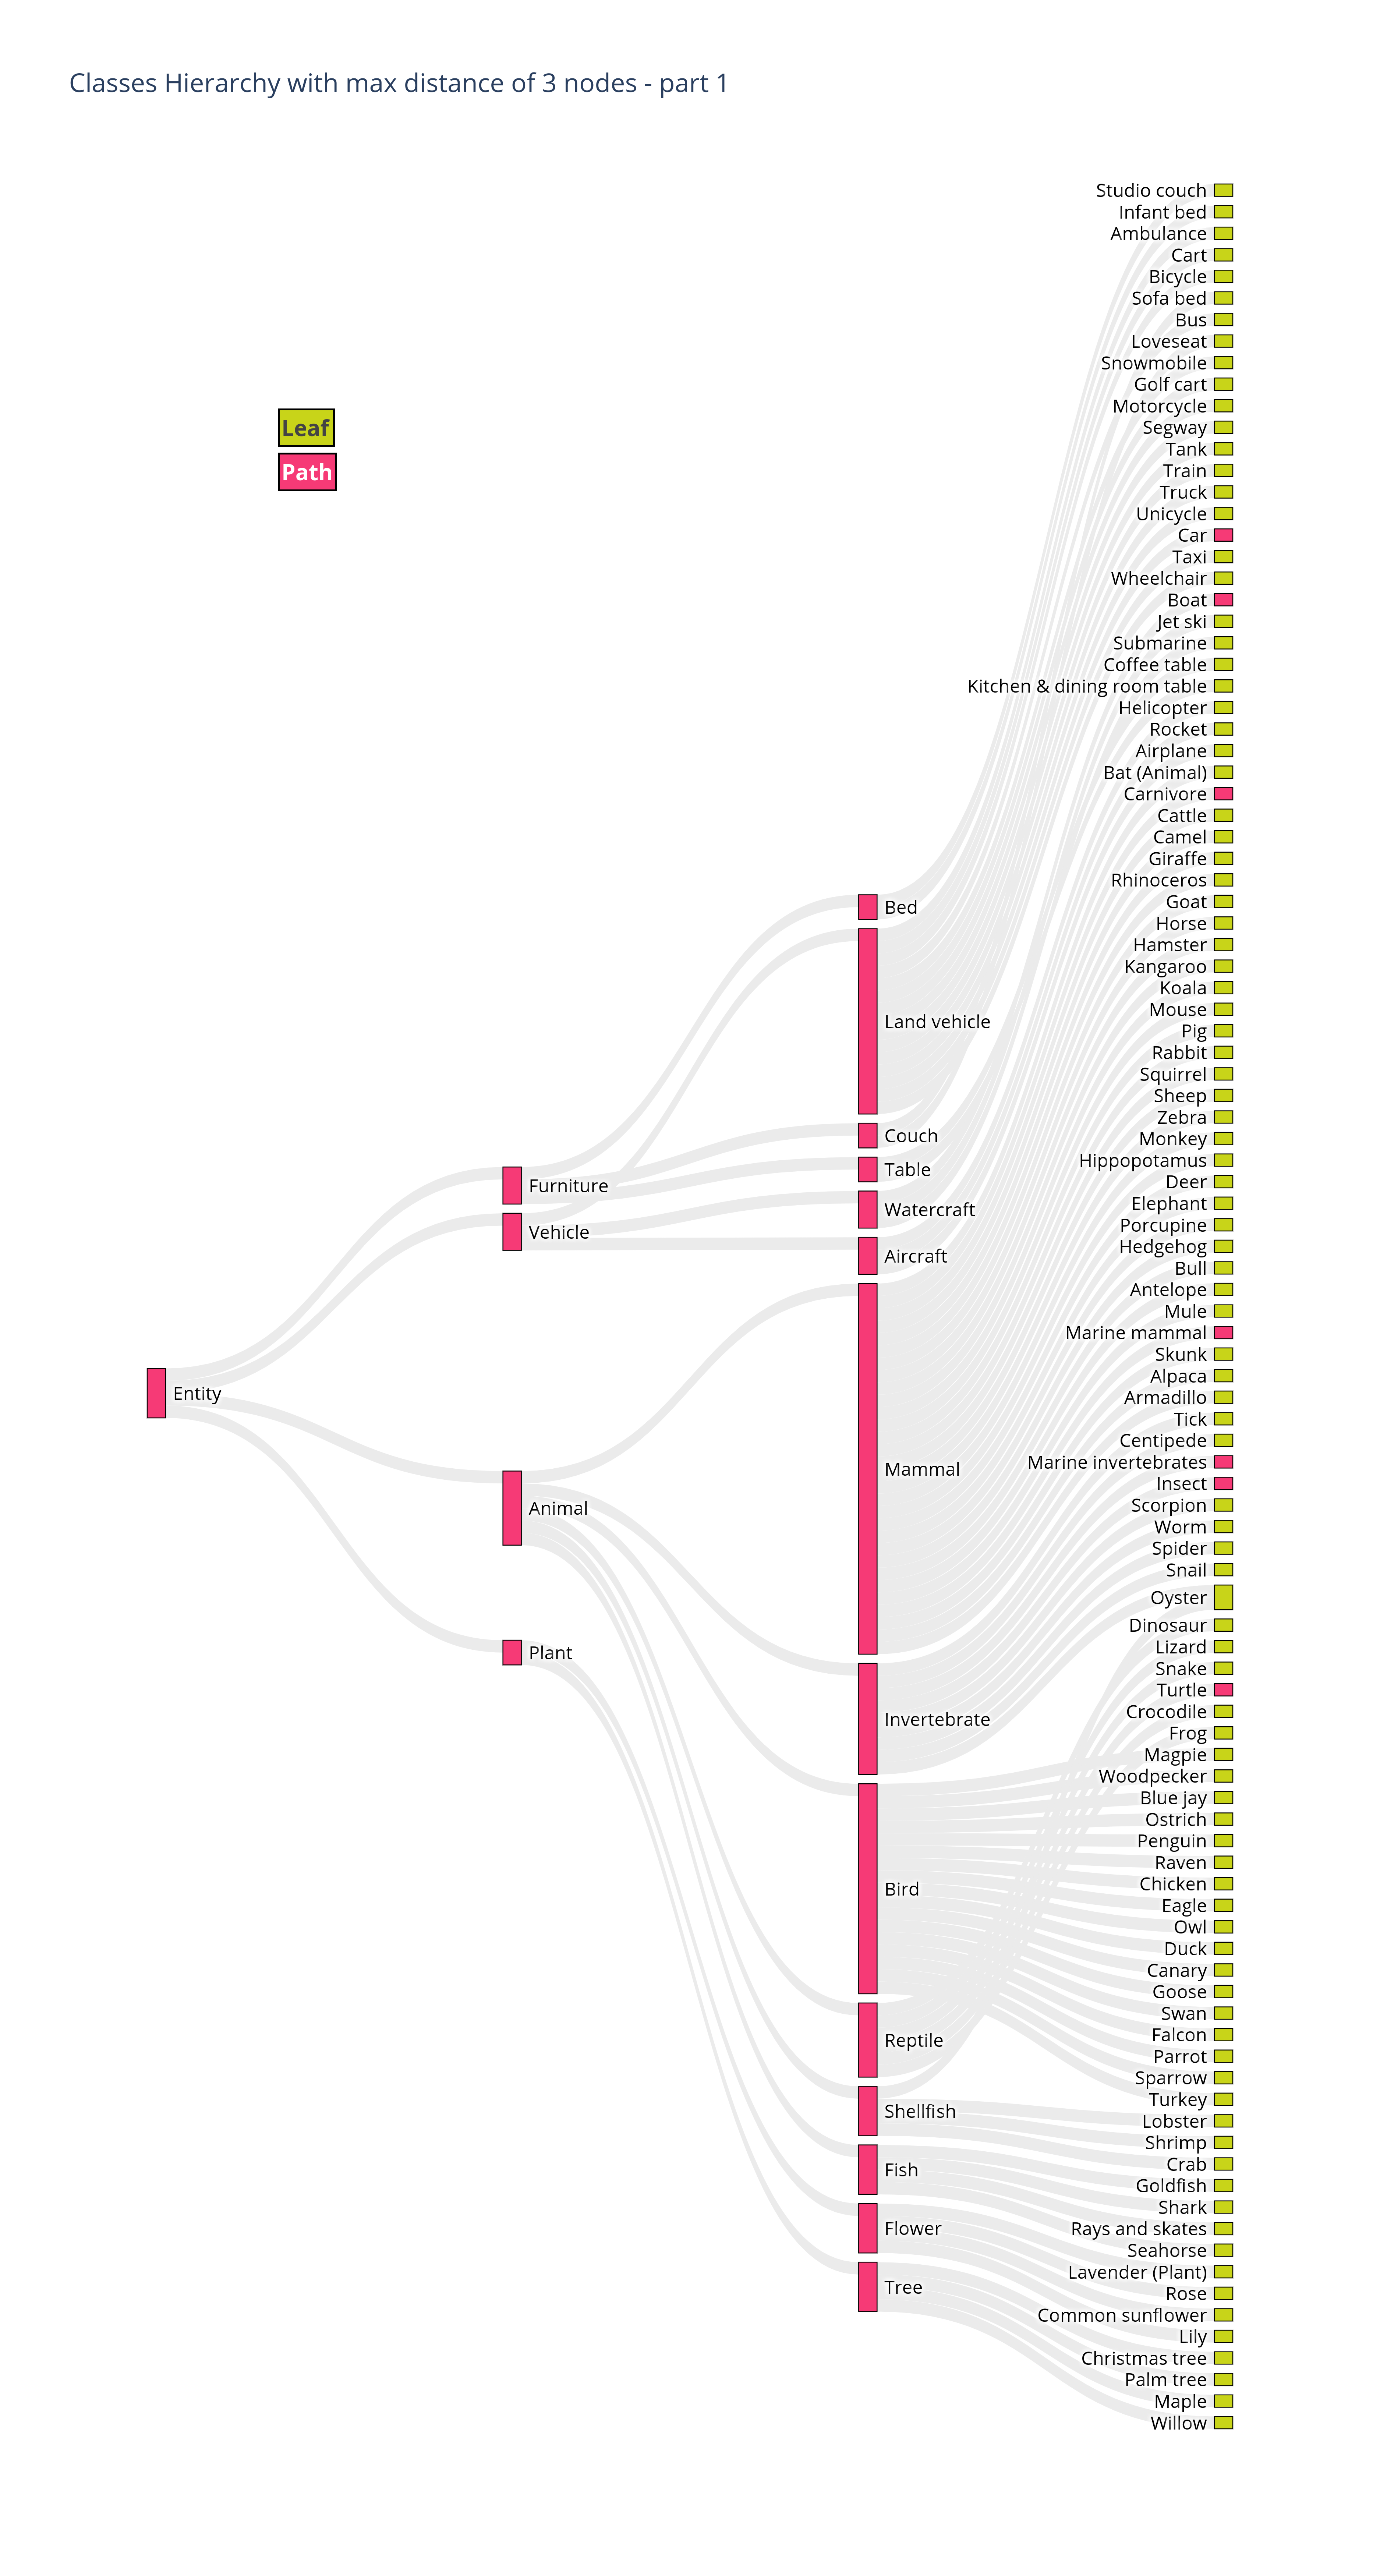 Classes Hierarchy with max distance of 3 nodes - part 1
Leaf
Path
Entity
Furniture
Vehicle
Animal
Plant
Bed
Land vehicle
Couch
Table
Watercraft
Aircraft
Mammal
Invertebrate
Bird
Reptile
Shellfish
Fish
Flower
Tree
Studio couch
Infant bed
Ambulance
Cart
Bicycle
Sofa bed
Bus
Loveseat
Snowmobile
Golf cart
Motorcycle
Segway
Tank
Train
Truck
Unicycle
Car
Taxi
Wheelchair
Boat
Jet ski
Submarine
Coffee table
Kitchen & dining room table
Helicopter
Rocket
Airplane
Bat (Animal)
Carnivore
Cattle
Camel
Giraffe
Rhinoceros
Goat
Horse
Hamster
Kangaroo
Koala
Mouse
Pig
Rabbit
Squirrel
Sheep
Zebra
Monkey
Hippopotamus
Deer
Elephant
Porcupine
Hedgehog
Bull
Antelope
Mule
Marine mammal
Skunk
Alpaca
Armadillo
Tick
Centipede
Marine invertebrates
Insect
Scorpion
Worm
Spider
Snail
Oyster
Dinosaur
Lizard
Snake
Turtle
Crocodile
Frog
Magpie
Woodpecker
Blue jay
Ostrich
Penguin
Raven
Chicken
Eagle
Owl
Duck
Canary
Goose
Swan
Falcon
Parrot
Sparrow
Turkey
Lobster
Shrimp
Crab
Goldfish
Shark
Rays and skates
Seahorse
Lavender (Plant)
Rose
Common sunflower
Lily
Christmas tree
Palm tree
Maple
Willow